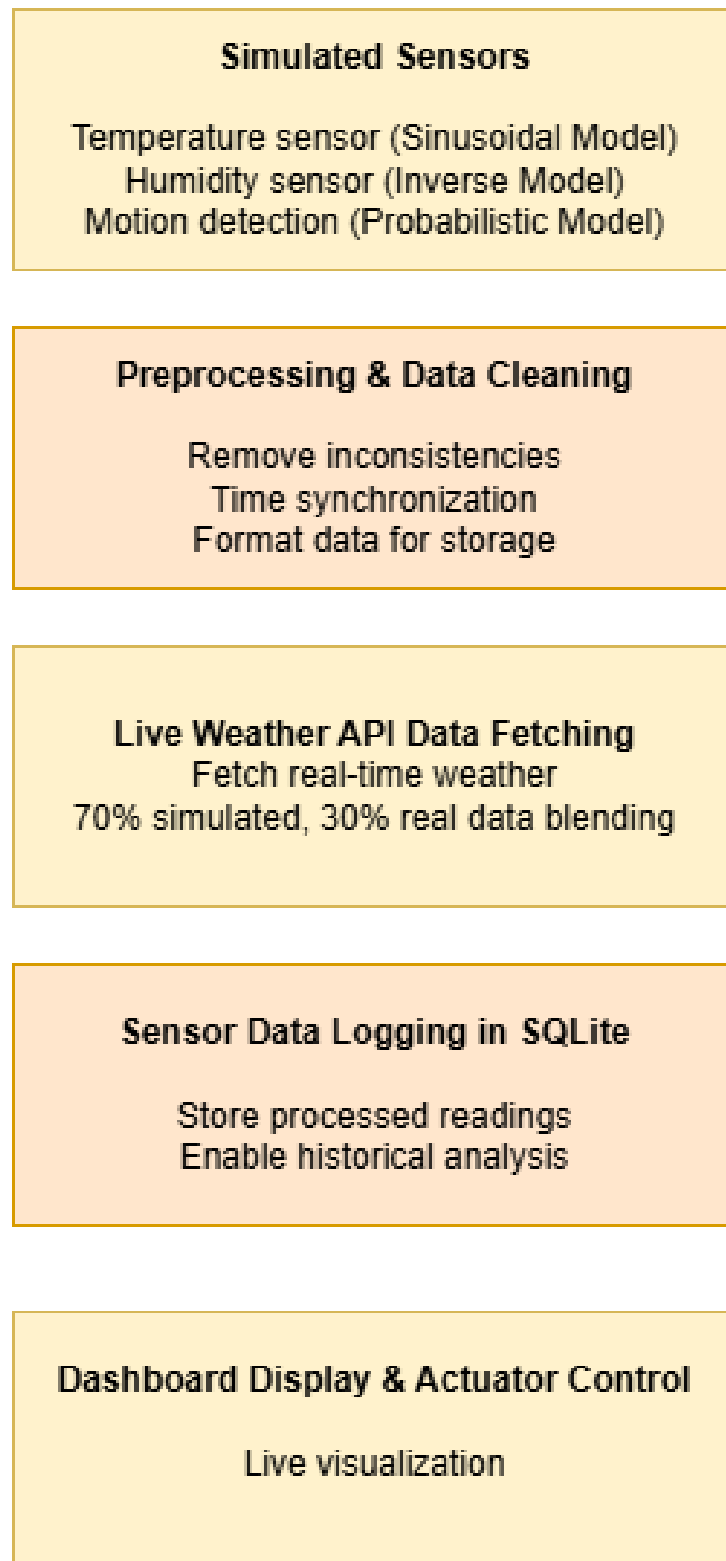 Simulated Sensors
Temperature sensor (Sinusoidal Model)
Humidity sensor (Inverse Model)
Motion detection (Probabilistic Model)
Preprocessing & Data Cleaning
Remove inconsistencies
Time synchronization
Format data for storage
Live Weather API Data Fetching
Fetch real-time weather
70% simulated, 30% real data blending
Sensor Data Logging in SQLite
Store processed readings
Enable historical analysis
Dashboard Display & Actuator Control
Live visualization